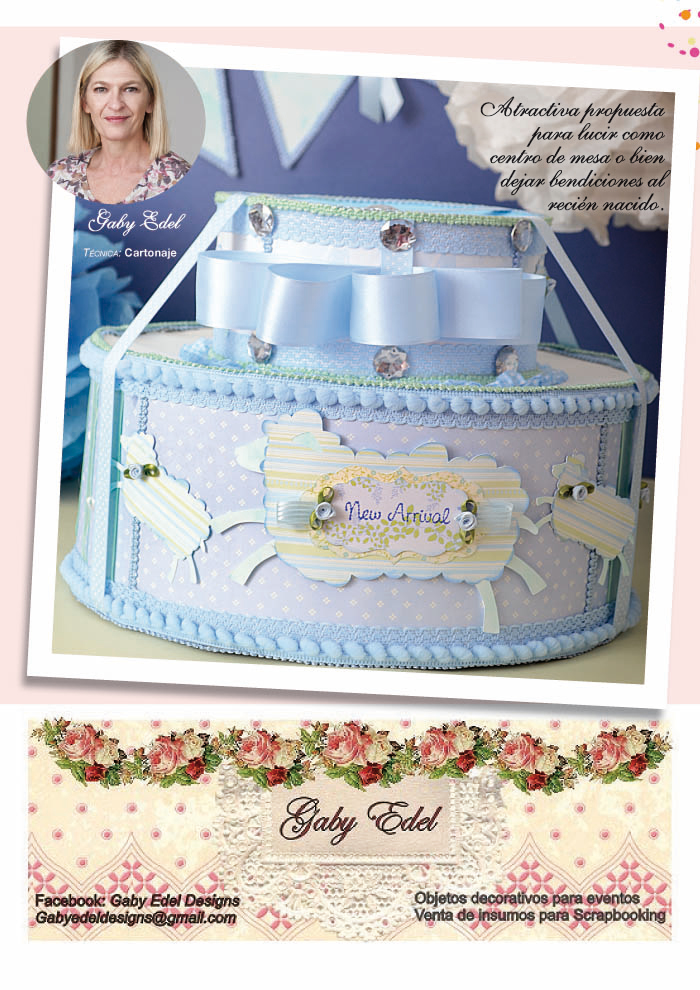 Atractiva propuesta
para lucir como
centro de mesa o bien
dejar bendiciones al
recién nacido.
Gaby Edel
TÉCNICA: Cartonaje
New Arrival
Gaby Edel
Facebook: Gaby Edel Designs
Gabyedeldesigns@gmail.com
Objetos decorativos para eventos
Venta de insumos para Scrapbooking